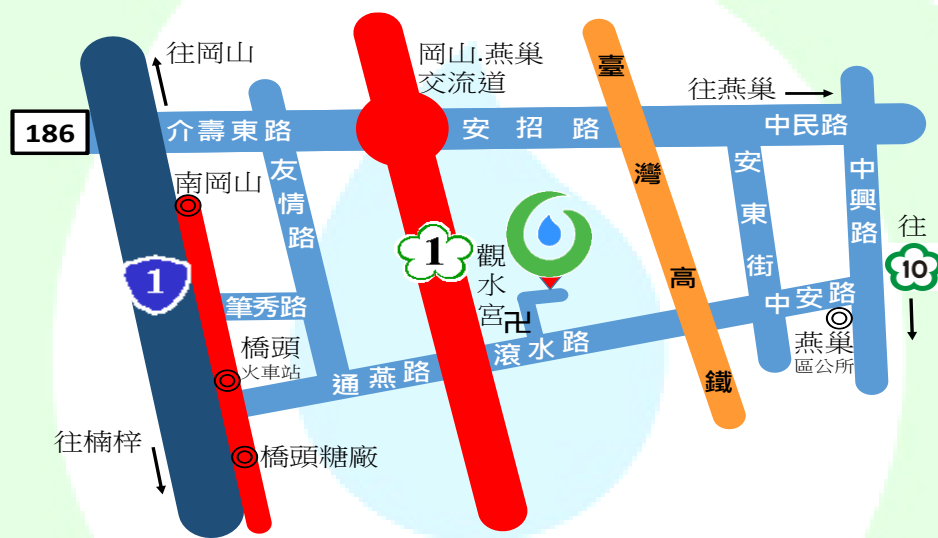 往岡山
岡山.燕巢
交流道
臺灣高鐵
往燕巢
186
介壽東路
安招路
中民路
南岡山
友情路
安東街
中興路
往
10
1
1
觀水宮
卍
筆秀路
中安路
滾水路
燕巢
區公所
橋頭
火車站
通燕路
往楠梓
橋頭糖廠